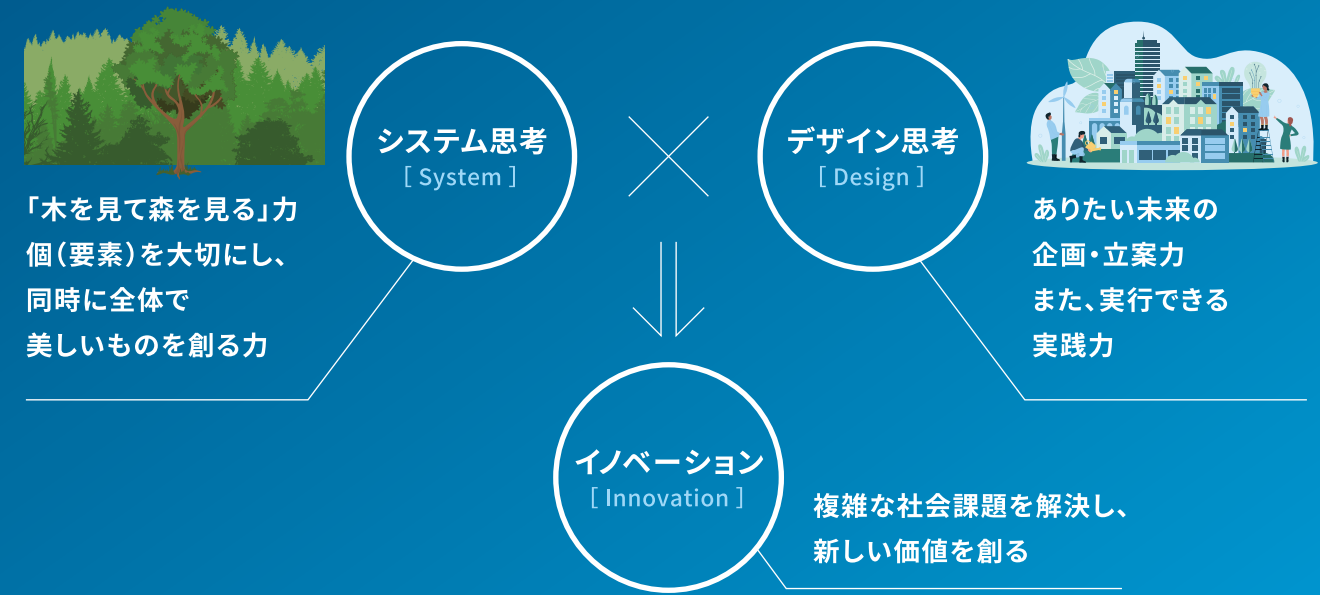 システム思考
[ System ]
「木を見て森を見る」力
個(要素)を大切にし、
同時に全体で
美しいものを創る力
デザイン思考
[ Design ]
ありたい未来の
企画・立案力
また、実行できる
実践力
イノベーション
[ Innovation ]
複雑な社会課題を解決し、
新しい価値を創る